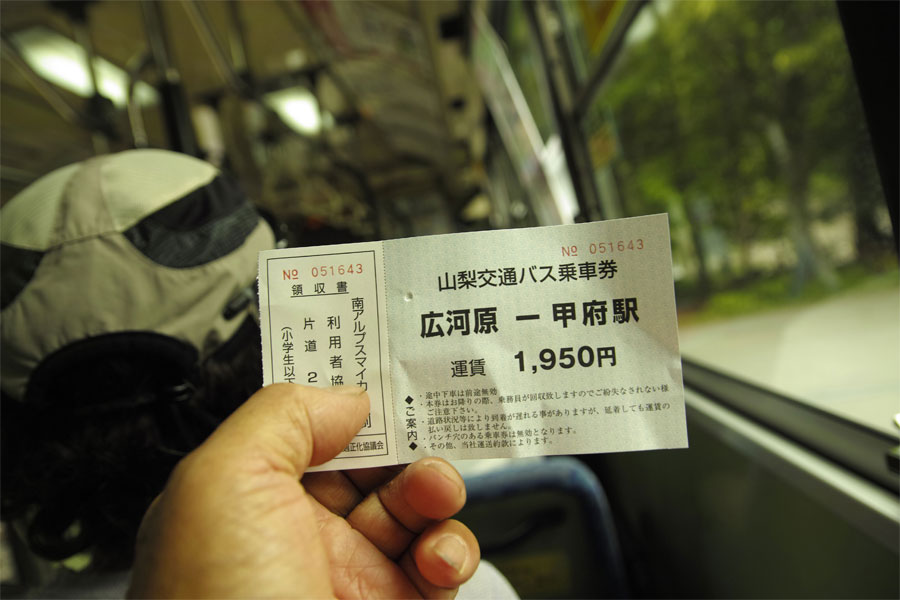 № 051643
領収書
南アルプスマイカ
利用者協
片道2
(小学生以下
適正化協議会
№ 051643
山梨交通バス乗車券
広河原 ー 甲府駅
運賃 1,950円
◆ご案内◆
・途中下車は前途無効
・本券はお降りの際、乗務員が回収致しますのでご紛失なされない様
ご注意下さい。
・道路状況等により到着が遅れる事がありますが、延着しても運賃の
払い戻しは致しません。
・パンチ穴のある乗車券は無効となります。
・その他、当社運送約款によります。